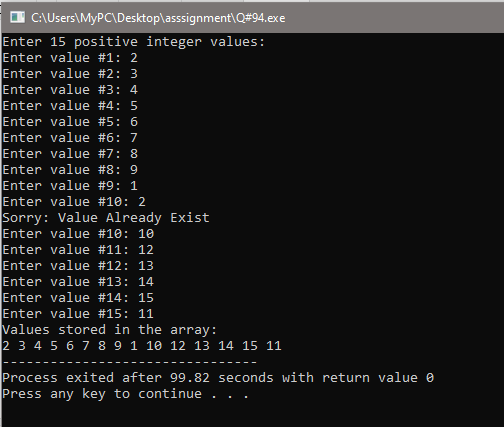 C:\Users\MyPC\Desktop\asssignment\Q#94.exe
Enter 15 positive integer values:
Enter value #1: 2
Enter value #2: 3
Enter value #3: 4
Enter value #4: 5
Enter value #5: 6
Enter value #6: 7
Enter value #7: 8
Enter value #8: 9
Enter value #9: 1
Enter value #10: 2
Sorry: Value Already Exist
Enter value #10: 10
Enter value #11: 12
Enter value #12: 13
Enter value #13: 14
Enter value #14: 15
Enter value #15: 11
Values stored in the array:
2 3 4 5 6 7 8 9 1 10 12 13 14 15 11
--------------------------------
Process exited after 99.82 seconds with return value 0
Press any key to continue . . .